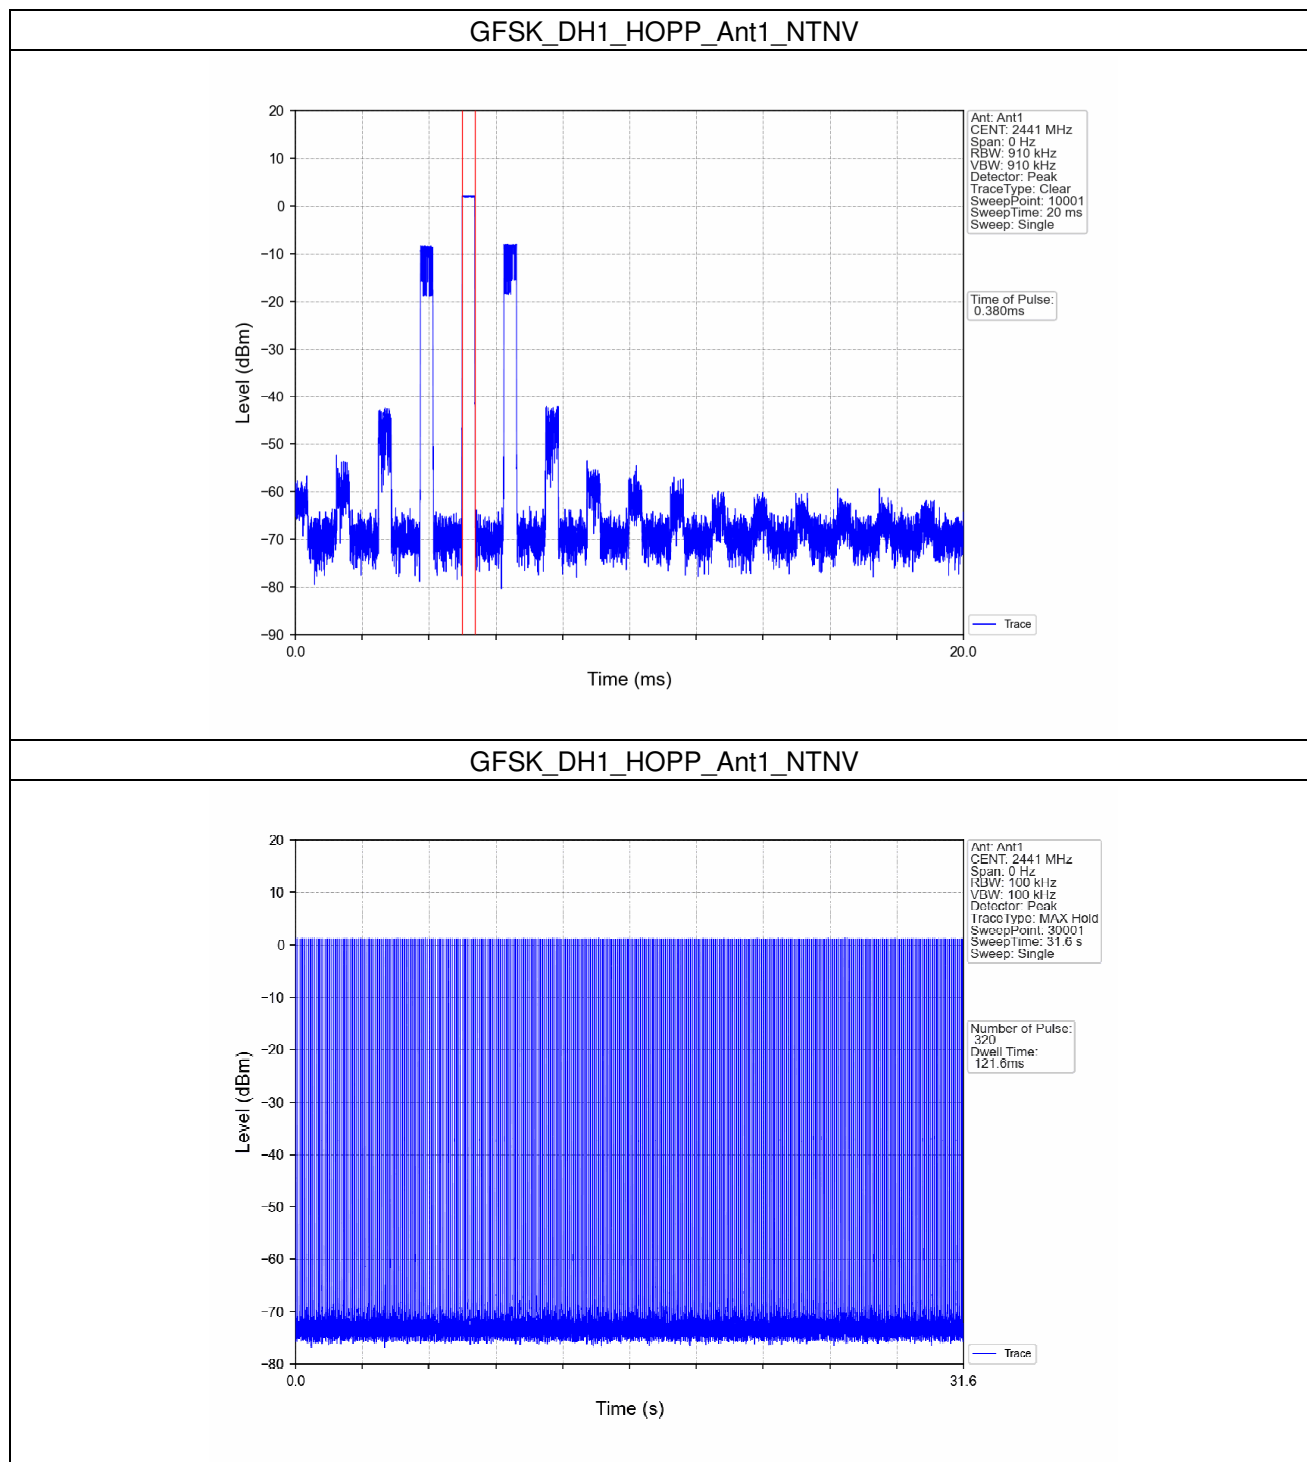 GFSK_DH1_HOPP_Ant1_NTNV
20
10
0
−10
−20
−30
−40
−50
−60
−70
−80
−90
Level (dBm)
0.0
20.0
Time (ms)
Ant: Ant1
CENT: 2441 MHz
Span: 0 Hz
RBW: 910 kHz
VBW: 910 kHz
Detector: Peak
TraceType: Clear
SweepPoint: 10001
SweepTime: 20 ms
Sweep: Single
Time of Pulse:
0.380ms
Trace
GFSK_DH1_HOPP_Ant1_NTNV
20
10
0
−10
−20
−30
−40
−50
−60
−70
−80
Level (dBm)
0.0
31.6
Time (s)
Ant: Ant1
CENT: 2441 MHz
Span: 0 Hz
RBW: 100 kHz
VBW: 100 kHz
Detector: Peak
TraceType: MAX Hold
SweepPoint: 30001
SweepTime: 31.6 s
Sweep: Single
Number of Pulse:
320
Dwell Time:
121.6ms
Trace